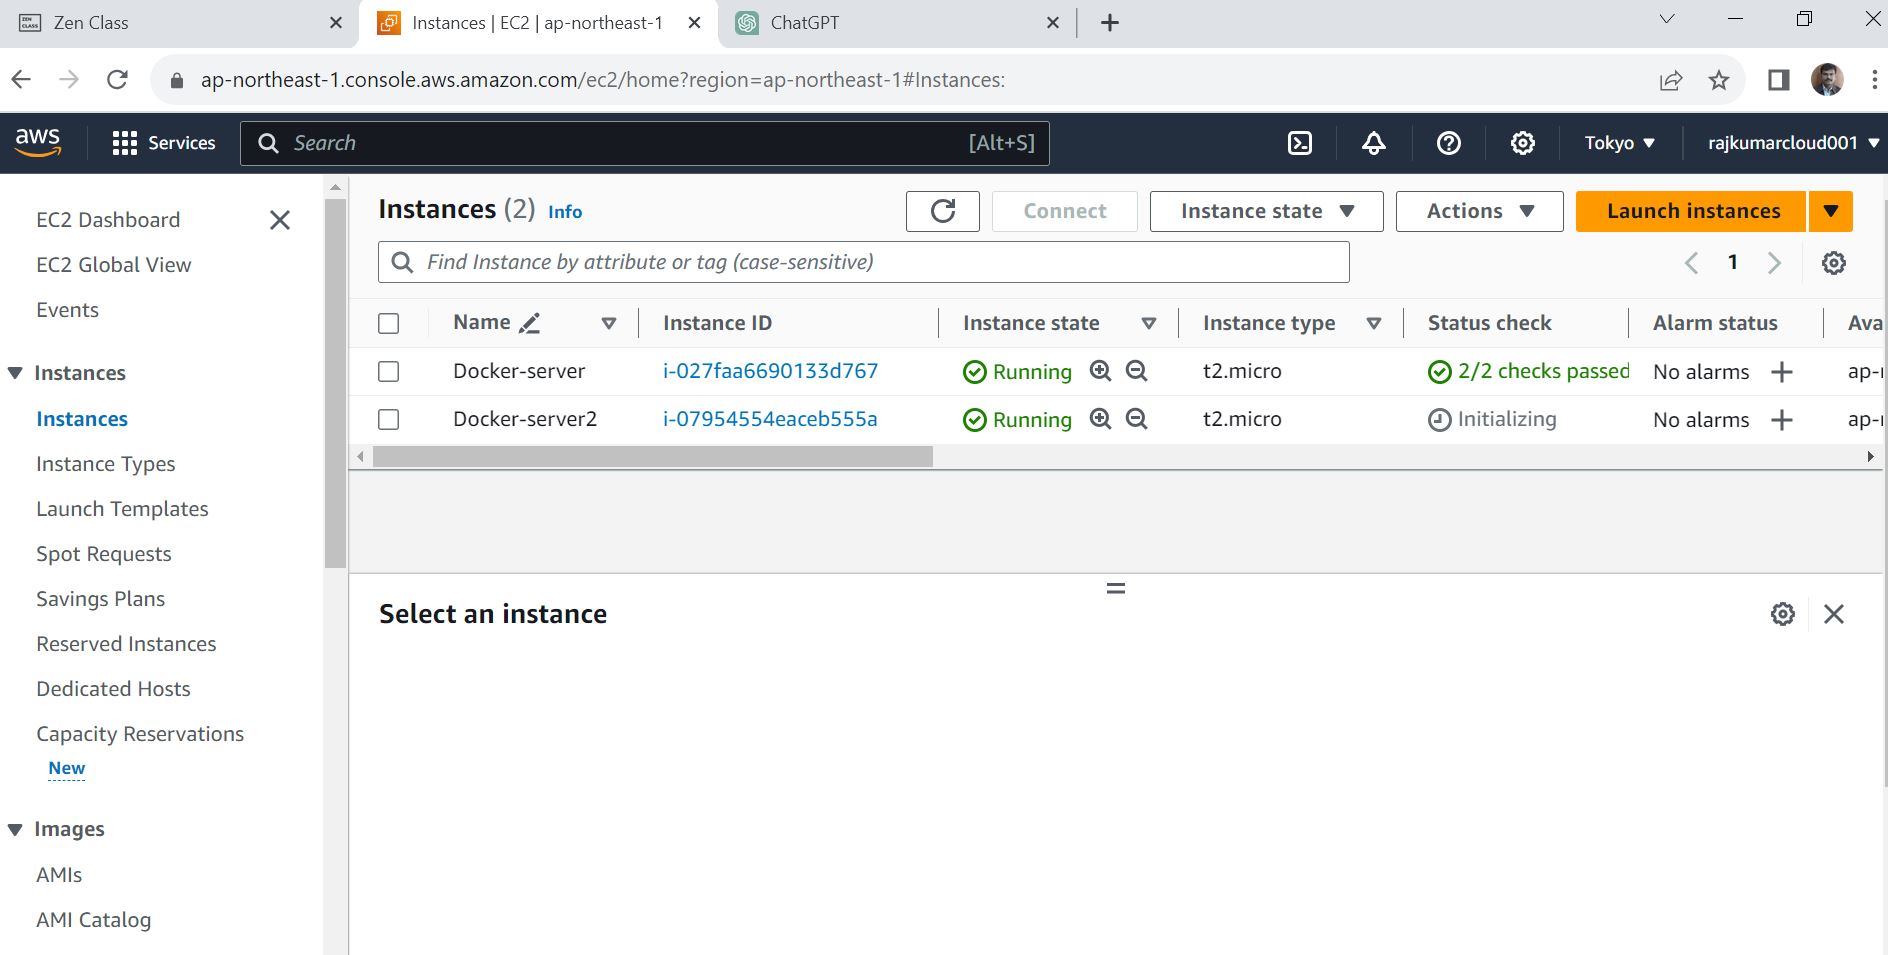 ZEN CLASS Zen Class
Instances | EC2 | ap-northeast-1
ChatGPT
ap-northeast-1.console.aws.amazon.com/ec2/home?region=ap-northeast-1#Instances:
aws
Services
Search
[Alt+S]
Tokyo
rajkumarcloud001
EC2 Dashboard
EC2 Global View
Events
Instances
Instances
Instance Types
Launch Templates
Spot Requests
Savings Plans
Reserved Instances
Dedicated Hosts
Capacity Reservations
New
Images
AMIs
AMI Catalog
Instances (2) Info
Connect
Instance state
Actions
Launch instances
Find Instance by attribute or tag (case-sensitive)
1
Name Instance ID Instance state Instance type Status check Alarm status Ava
Docker-server i-027faa6690133d767 Running t2.micro 2/2 checks passed No alarms ap-
Docker-server2 i-07954554eaceb555a Running t2.micro Initializing No alarms ap-
Select an instance